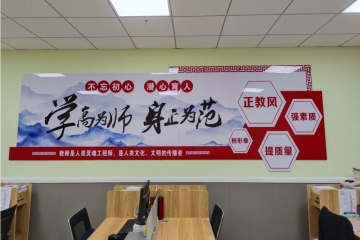 不忘初心 潜心育人
学高为师 身正为范
教师是人类灵魂工程师，是人类文化、文明的传播者
正教风
强素质
树形象
提质量